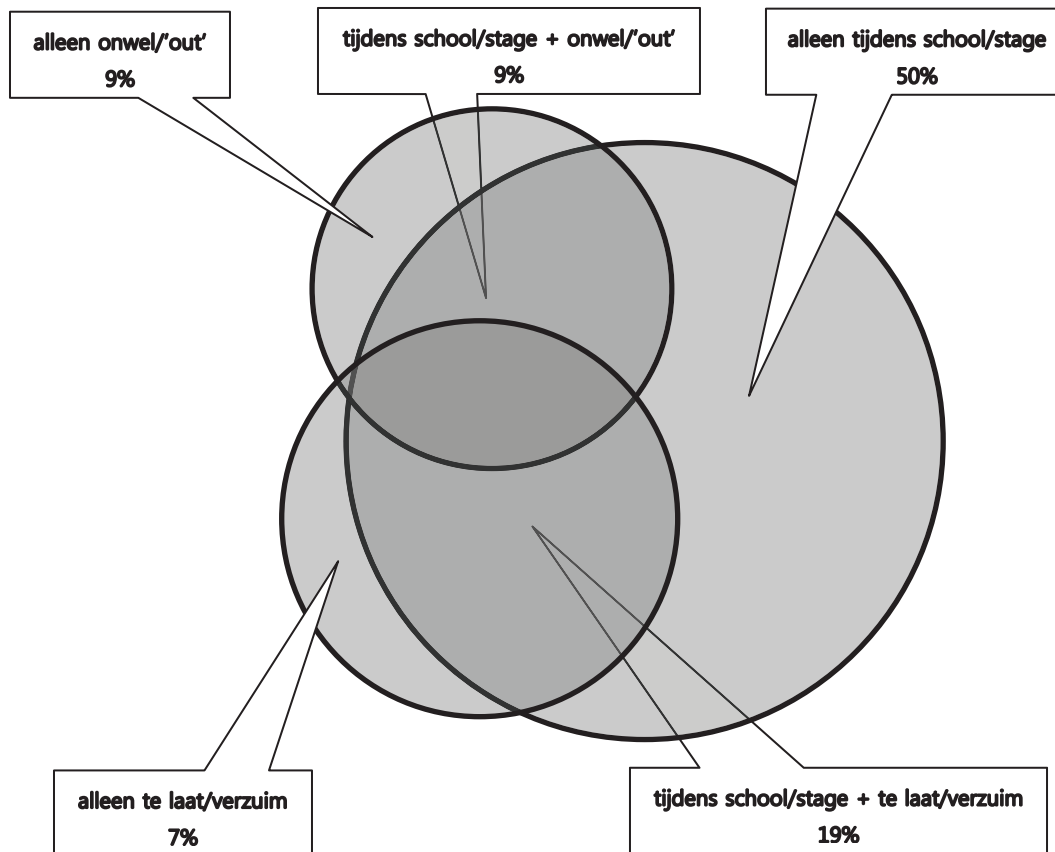 alleen onwel/'out'
9%
tijdens school/stage + onwel/'out'
9%
alleen tijdens school/stage
50%
alleen te laat/verzuim
7%
tijdens school/stage + te laat/verzuim
19%